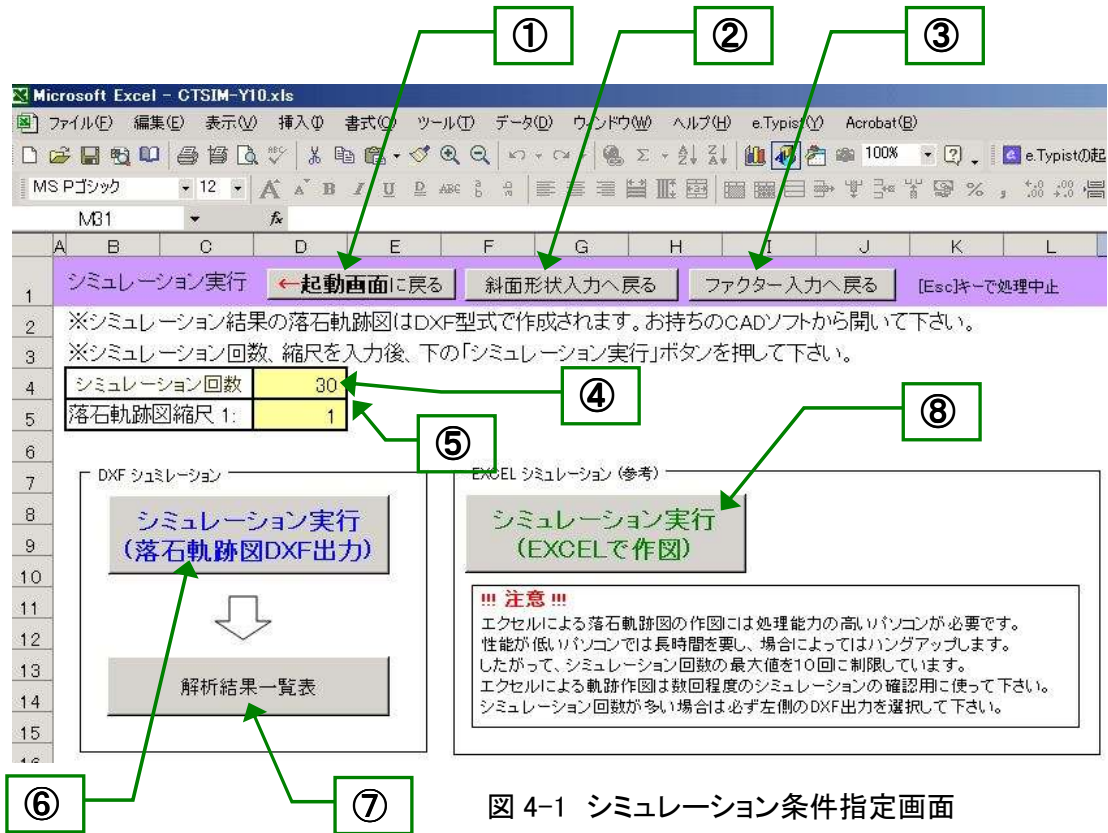 ① ② ③
Microsoft Excel - CTSIM-Y10.xls
ファイル(F) 編集(E) 表示(V) 挿入(I) 書式(O) ツール(T) データ(D) ウィンドウ(W) ヘルプ(H) e.Typist(Y) Acrobat(B)
100% e.Typistの起
MS Pゴシック 12
M31 fx
A B C D E F G H I J K L
1 シミュレーション実行 ←起動画面に戻る 斜面形状入力へ戻る ファクター入力へ戻る [Esc]キーで処理中止
2 ※シミュレーション結果の落石軌跡図はDXF型式で作成されます。お持ちのCADソフトから開いて下さい。
3 ※シミュレーション回数、縮尺を入力後、下の「シミュレーション実行」ボタンを押して下さい。
4 シミュレーション回数 30 ④
5 落石軌跡図縮尺 1: 1 ⑤ ⑧
6
7 DXF シュミレーション EXCEL シミュレーション (参考)
8 シミュレーション実行 シミュレーション実行
9 (落石軌跡図DXF出力) (EXCELで作図)
10
11 !!! 注意 !!!
エクセルによる落石軌跡図の作図には処理能力の高いパソコンが必要です。
12 性能が低いパソコンでは長時間を要し、場合によってはハングアップします。
13 したがって、シミュレーション回数の最大値を10回に制限しています。
解析結果一覧表 エクセルによる軌跡作図は数回程度のシミュレーションの確認用に使って下さい。
14 シミュレーション回数が多い場合は必ず左側のDXF出力を選択して下さい。
15
⑥ ⑦ 図 4-1 シミュレーション条件指定画面